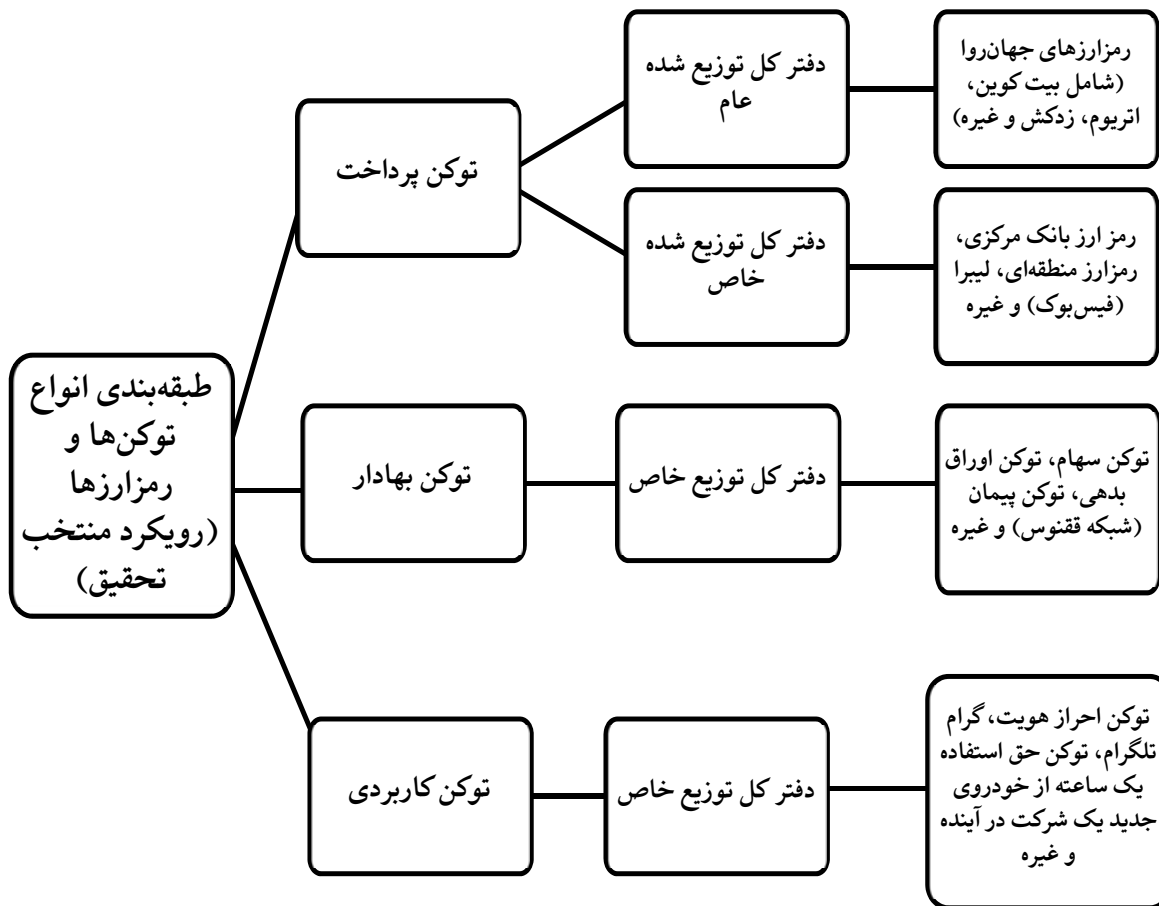 طبقه‌بندی انواع
توکن‌ها و
رمزارزها
(رویکرد منتخب
تحقیق)
توکن پرداخت
دفتر کل توزیع شده
عام
رمزارزهای جهان‌روا
(شامل بیت کوین،
اتریوم، زدکش و غیره)
دفتر کل توزیع شده
خاص
رمز ارز بانک مرکزی،
رمزارز منطقه‌ای، لیبرا
(فیس‌بوک) و غیره
توکن بهادار
دفتر کل توزیع خاص
توکن سهام، توکن اوراق
بدهی، توکن پیمان
(شبکه ققنوس) و غیره
توکن کاربردی
دفتر کل توزیع خاص
توکن احراز هویت، گرام
تلگرام، توکن حق استفاده
یک ساعته از خودروی
جدید یک شرکت در آینده
و غیره